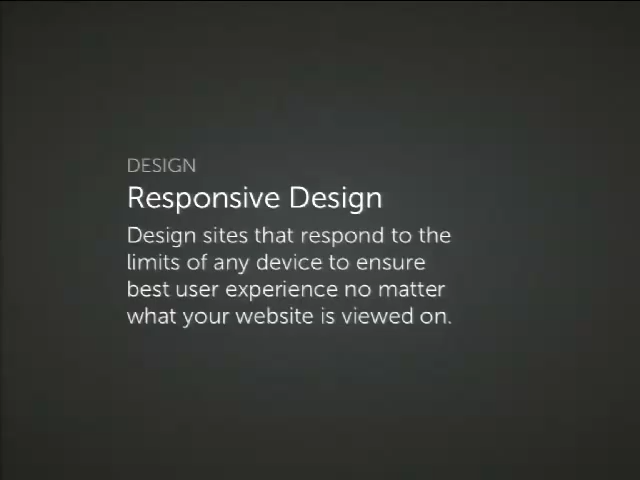 DESIGN
Responsive Design
Design sites that respond to the
limits of any device to ensure
best user experience no matter
what your website is viewed on.